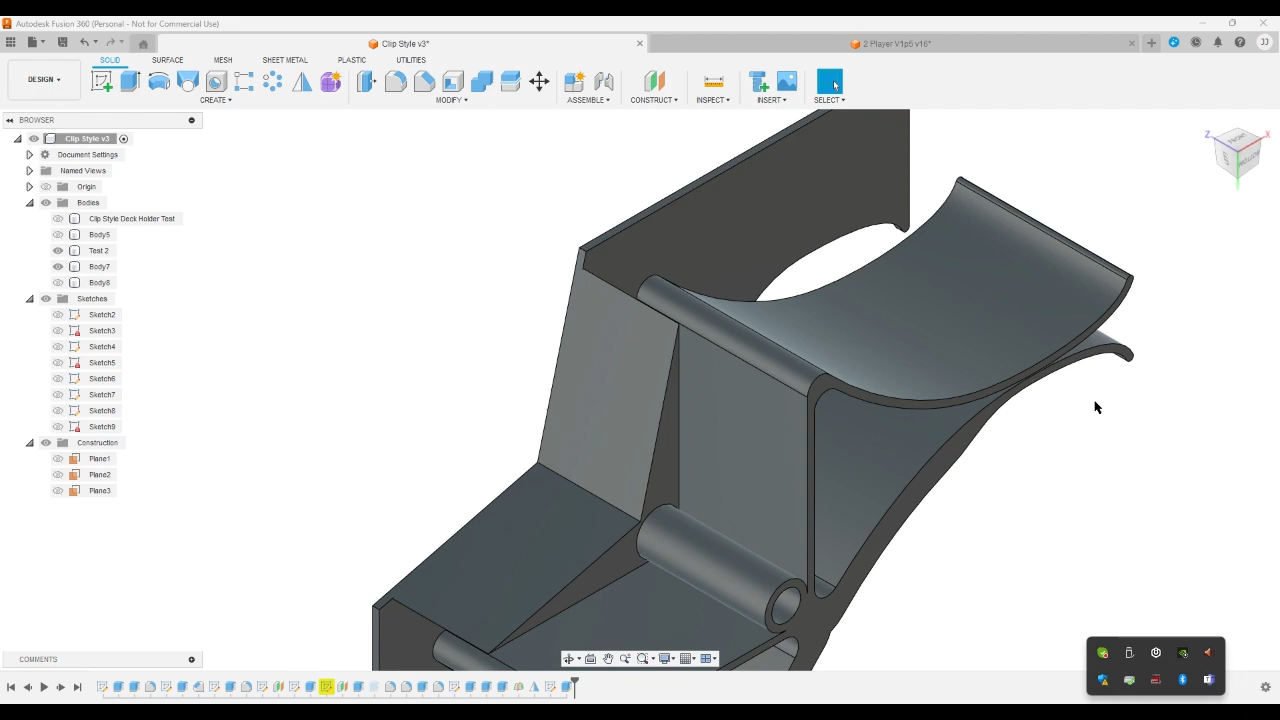 Autodesk Fusion 360 (Personal - Not for Commercial Use)
Clip Style v3*
2 Player V1p5 v16*
JJ
SOLID SURFACE MESH SHEET METAL PLASTIC UTILITIES
DESIGN
CREATE MODIFY ASSEMBLE CONSTRUCT INSPECT INSERT SELECT
BROWSER
Clip Style v3
Document Settings
Named Views
Origin
Bodies
Clip Style Deck Holder Test
Body5
Test 2
Body7
Body8
Sketches
Sketch2
Sketch3
Sketch4
Sketch5
Sketch6
Sketch7
Sketch8
Sketch9
Construction
Plane1
Plane2
Plane3
Z
X
FRONT
BOTTOM
COMMENTS